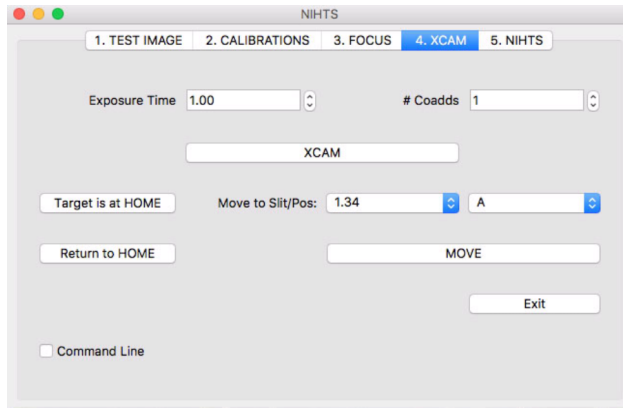 NIHTS
1. TEST IMAGE 2. CALIBRATIONS 3. FOCUS 4. XCAM 5. NIHTS
Exposure Time 1.00 # Coadds 1
XCAM
Target is at HOME Move to Slit/Pos: 1.34 A
Return to HOME MOVE
Exit
Command Line